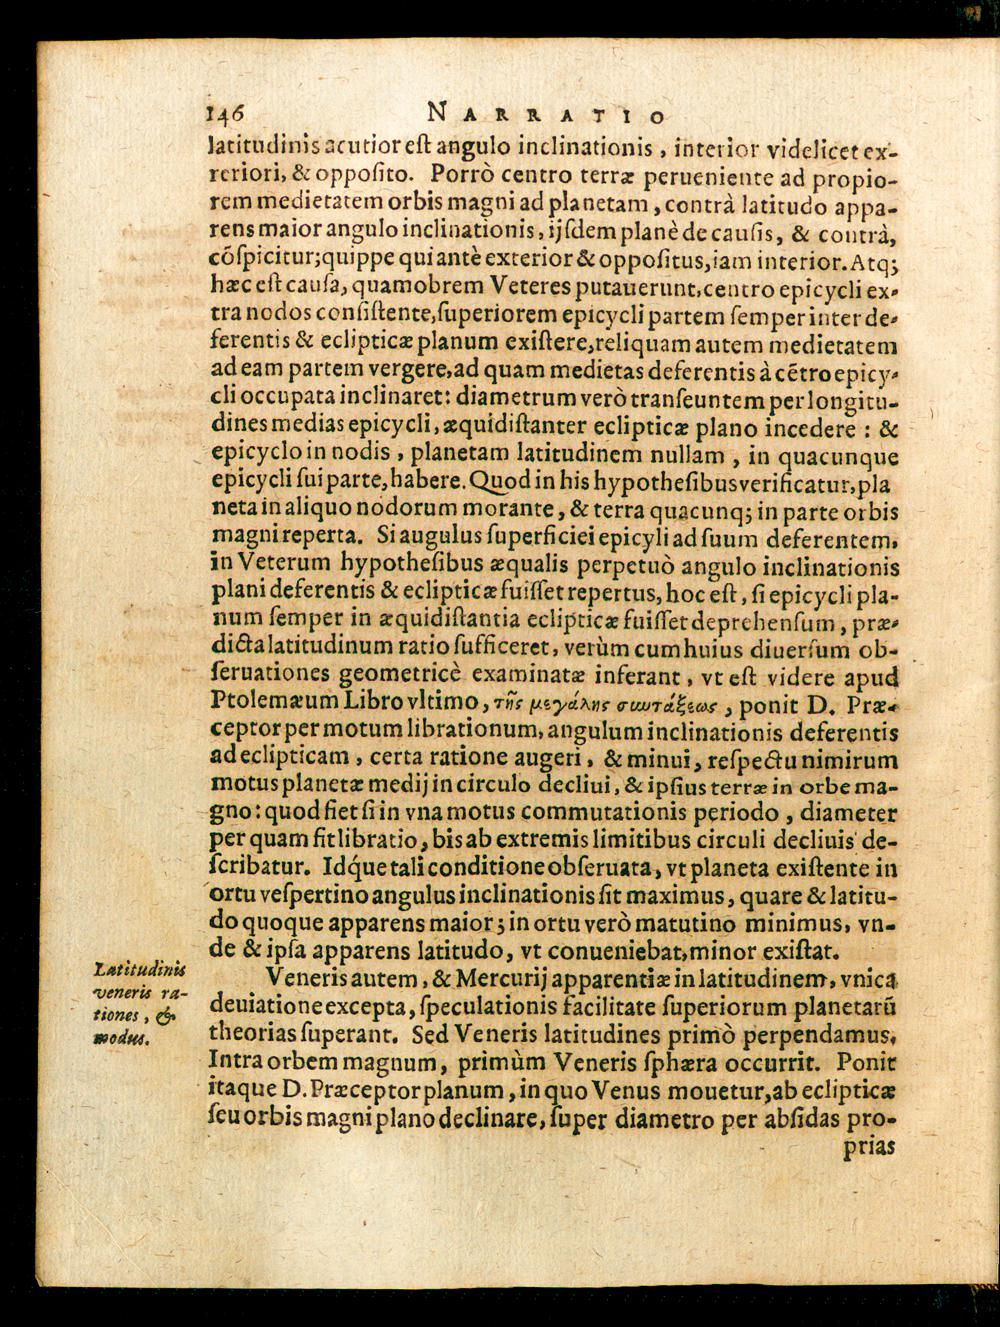 146 NARRATIO
latitudinis acutior eſt angulo inclinationis, interior videlicet ex-
reriori, & oppoſito. Porrò centro terræ perueniente ad propio-
rem medietatem orbis magni ad planetam, contrà latitudo appa-
rens maior angulo inclinationis, ijſdem planè de cauſis, & contrà,
cõſpicitur; quippe qui antè exterior & oppoſitus, iam interior. Atq;
hæc eſt cauſa, quamobrem Veteres putauerunt, centro epicycli ex-
tra nodos conſiſtente, ſuperiorem epicycli partem ſemper inter de-
ferentis & eclipticæ planum exiſtere, reliquam autem medietatem
ad eam partem vergere, ad quam medietas deferentis à cẽtro epicy-
cli occupata inclinaret: diametrum verò tranſeuntem per longitu-
dines medias epicycli, æquidiſtanter eclipticæ plano incedere : &
epicyclo in nodis, planetam latitudinem nullam, in quacunque
epicycli ſui parte, habere. Quod in his hypotheſibus verificatur, pla
neta in aliquo nodorum morante, & terra quacunq; in parte orbis
magni reperta. Si augulus ſuperficiei epicyli ad ſuum deferentem,
in Veterum hypotheſibus æqualis perpetuò angulo inclinationis
plani deferentis & eclipticæ fuiſſet repertus, hoc eſt, ſi epicycli pla-
num ſemper in æquidiſtantia eclipticæ fuiſſet deprehenſum, præ-
dicta latitudinum ratio ſufficeret, verùm cum huius diuerſum ob-
ſeruationes geometricè examinatæ inferant, vt eſt videre apud
Ptolemæum Libro vltimo, τῆς μεγάλης συντάξεως, ponit D. Præ-
ceptor per motum librationum, angulum inclinationis deferentis
ad eclipticam, certa ratione augeri, & minui, reſpectu nimirum
motus planetæ medij in circulo decliui, & ipſius terræ in orbe ma-
gno: quod fiet ſi in vna motus commutationis periodo, diameter
per quam fit libratio, bis ab extremis limitibus circuli decliuis de-
ſcribatur. Idq́ue tali conditione obſeruata, vt planeta exiſtente in
ortu veſpertino angulus inclinationis ſit maximus, quare & latitu-
do quoque apparens maior; in ortu verò matutino minimus, vn-
de & ipſa apparens latitudo, vt conueniebat, minor exiſtat.
Latitudinis
veneris ra-
tiones, &
modus.
Veneris autem, & Mercurij apparentiæ in latitudinem, vnica
deuiatione excepta, ſpeculationis facilitate ſuperiorum planetarũ
theorias ſuperant. Sed Veneris latitudines primò perpendamus.
Intra orbem magnum, primùm Veneris ſphæra occurrit. Ponit
itaque D. Præceptor planum, in quo Venus mouetur, ab eclipticæ
ſeu orbis magni plano declinare, ſuper diametro per abſidas pro-
prias